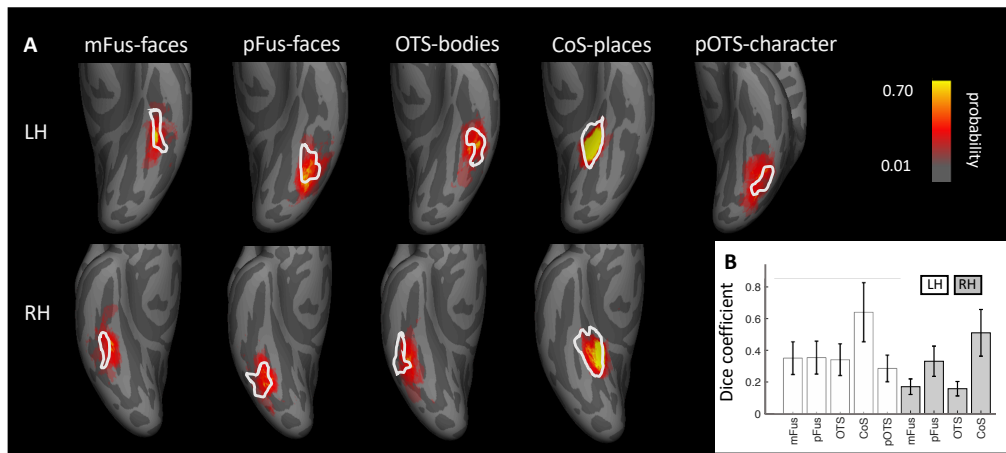 A
mFus-faces pFus-faces OTS-bodies CoS-places pOTS-character
LH
0.70
0.01
probability
RH
B
LH RH
Dice coefficient
0.8
0.6
0.4
0.2
0
mFus pFus OTS CoS pOTS mFus pFus OTS CoS